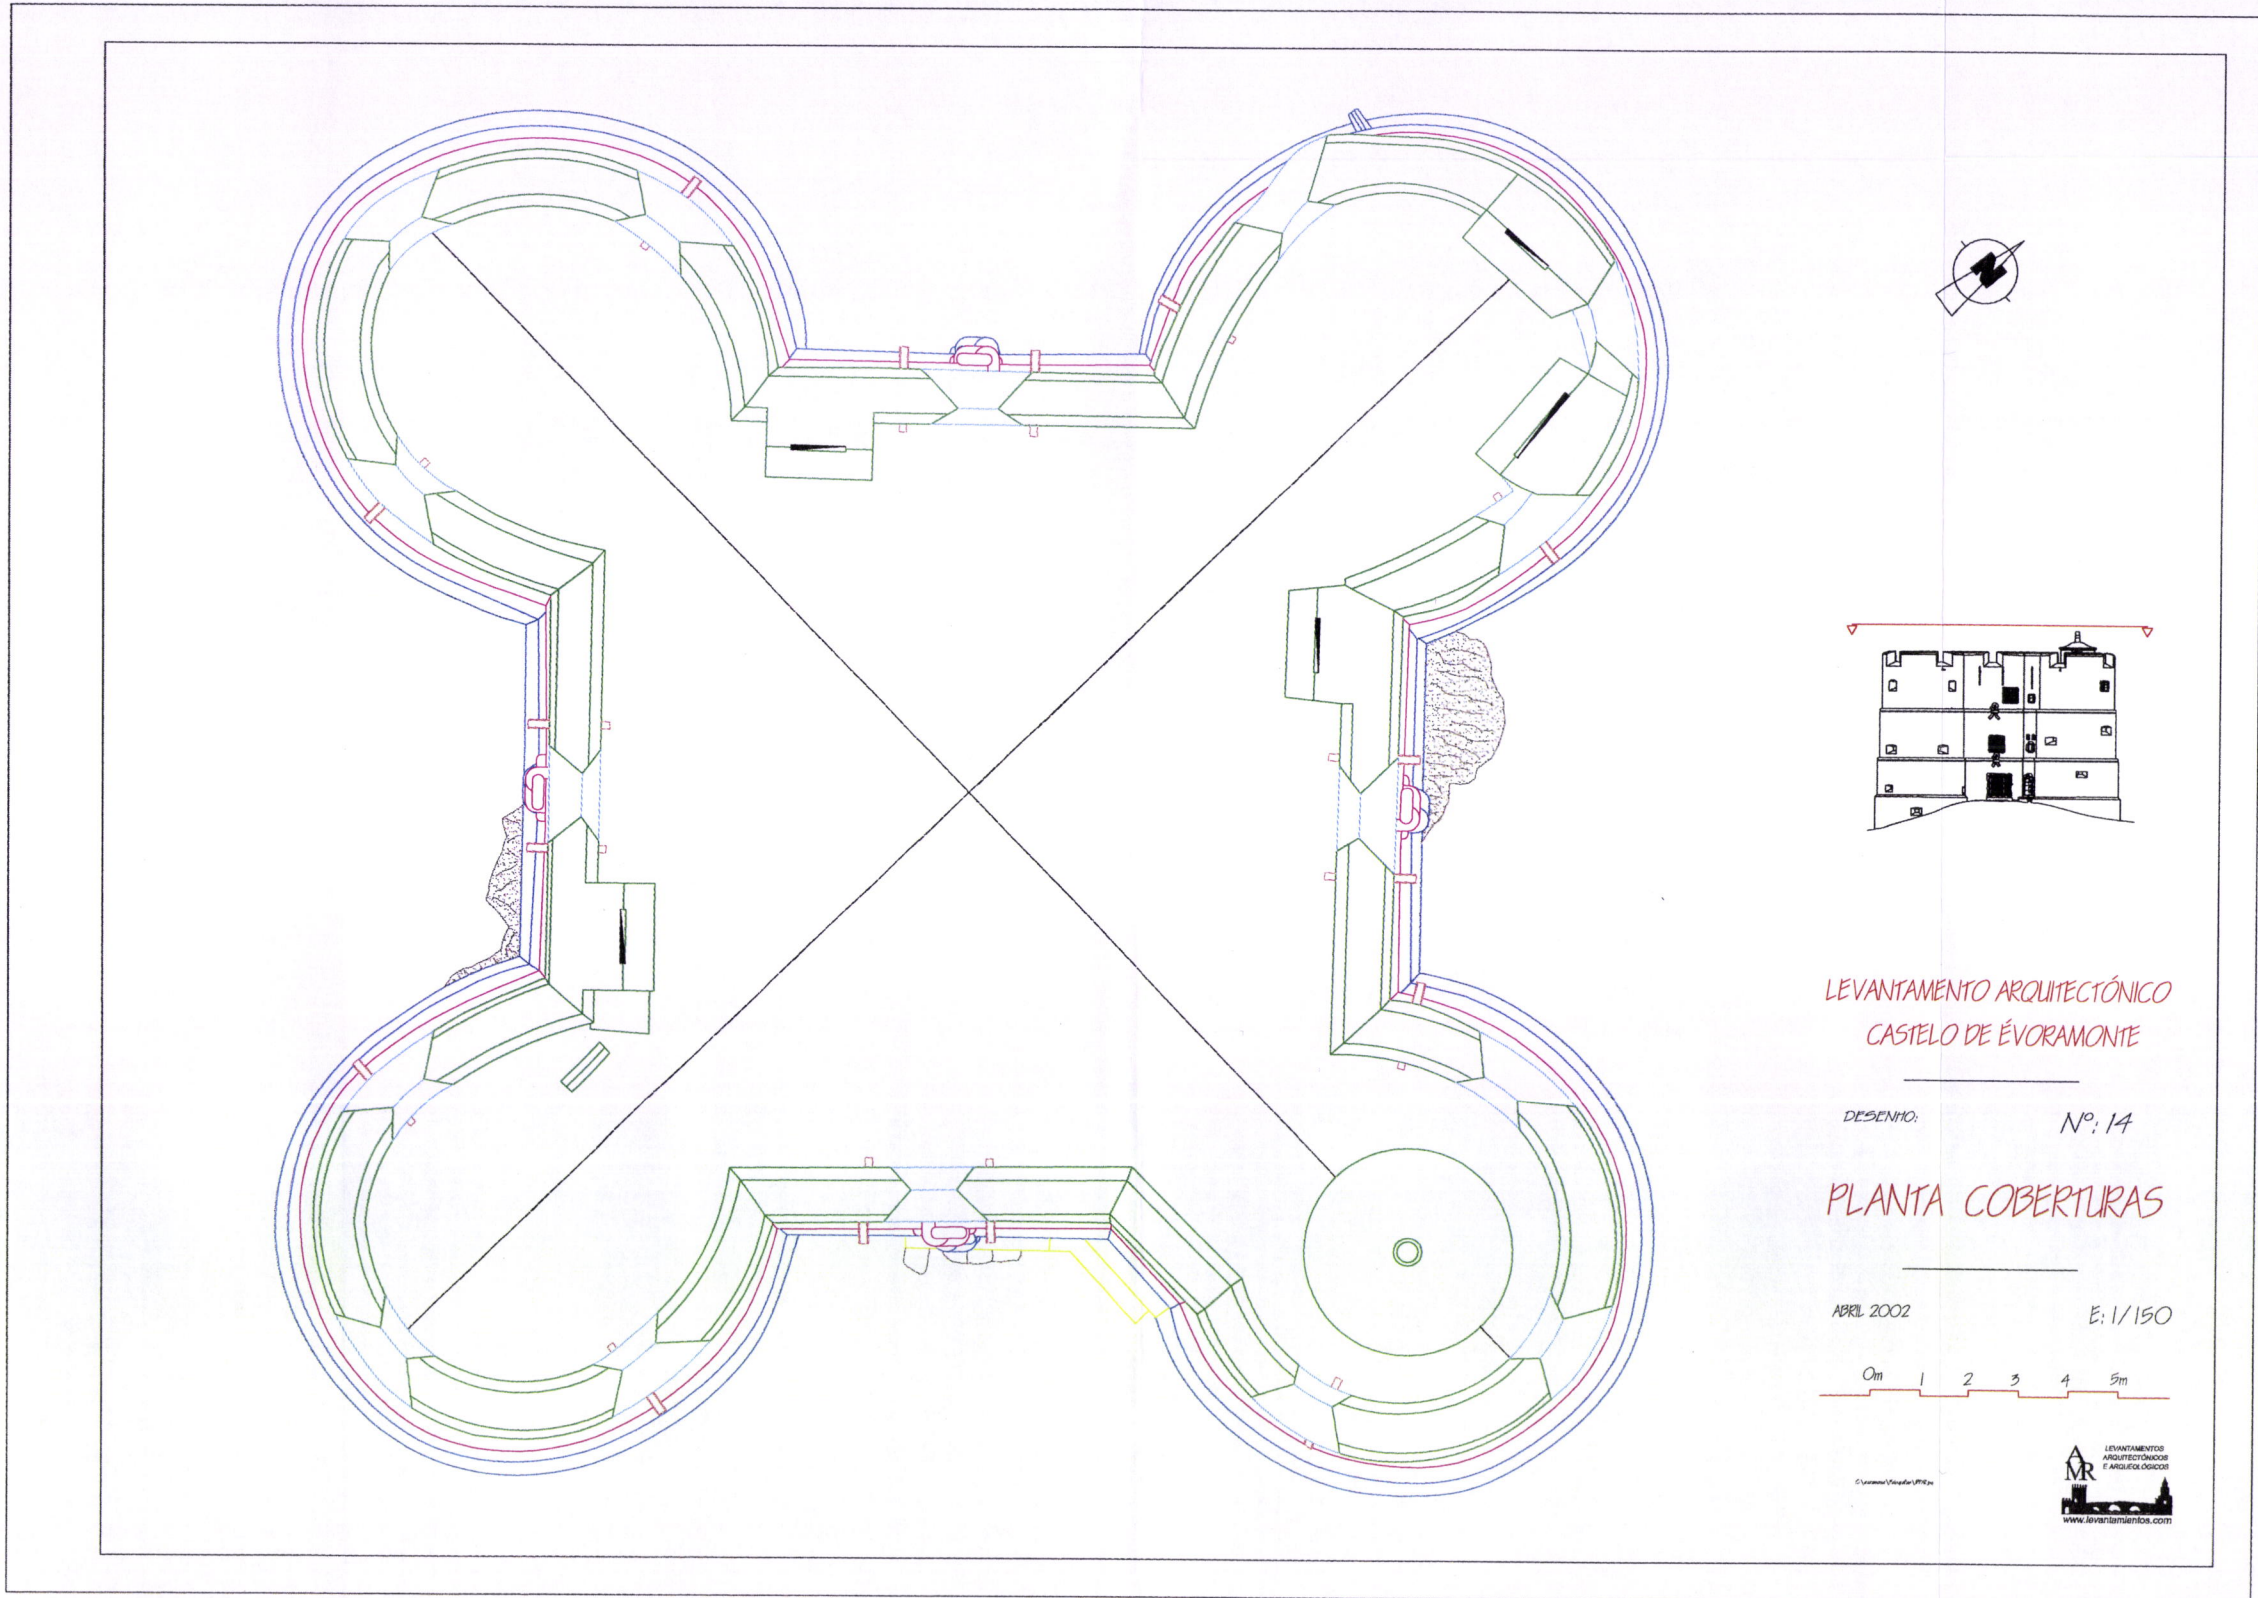 N
LEVANTAMENTO ARQUITECTÓNICO
CASTELO DE ÉVORAMONTE
DESENHO: Nº: 14
PLANTA COBERTURAS
ABRIL 2002 E: 1/150
0m 1 2 3 4 5m
AMR
LEVANTAMENTOS
ARQUITECTÓNICOS
E ARQUEOLÓGICOS
www.levantamientos.com